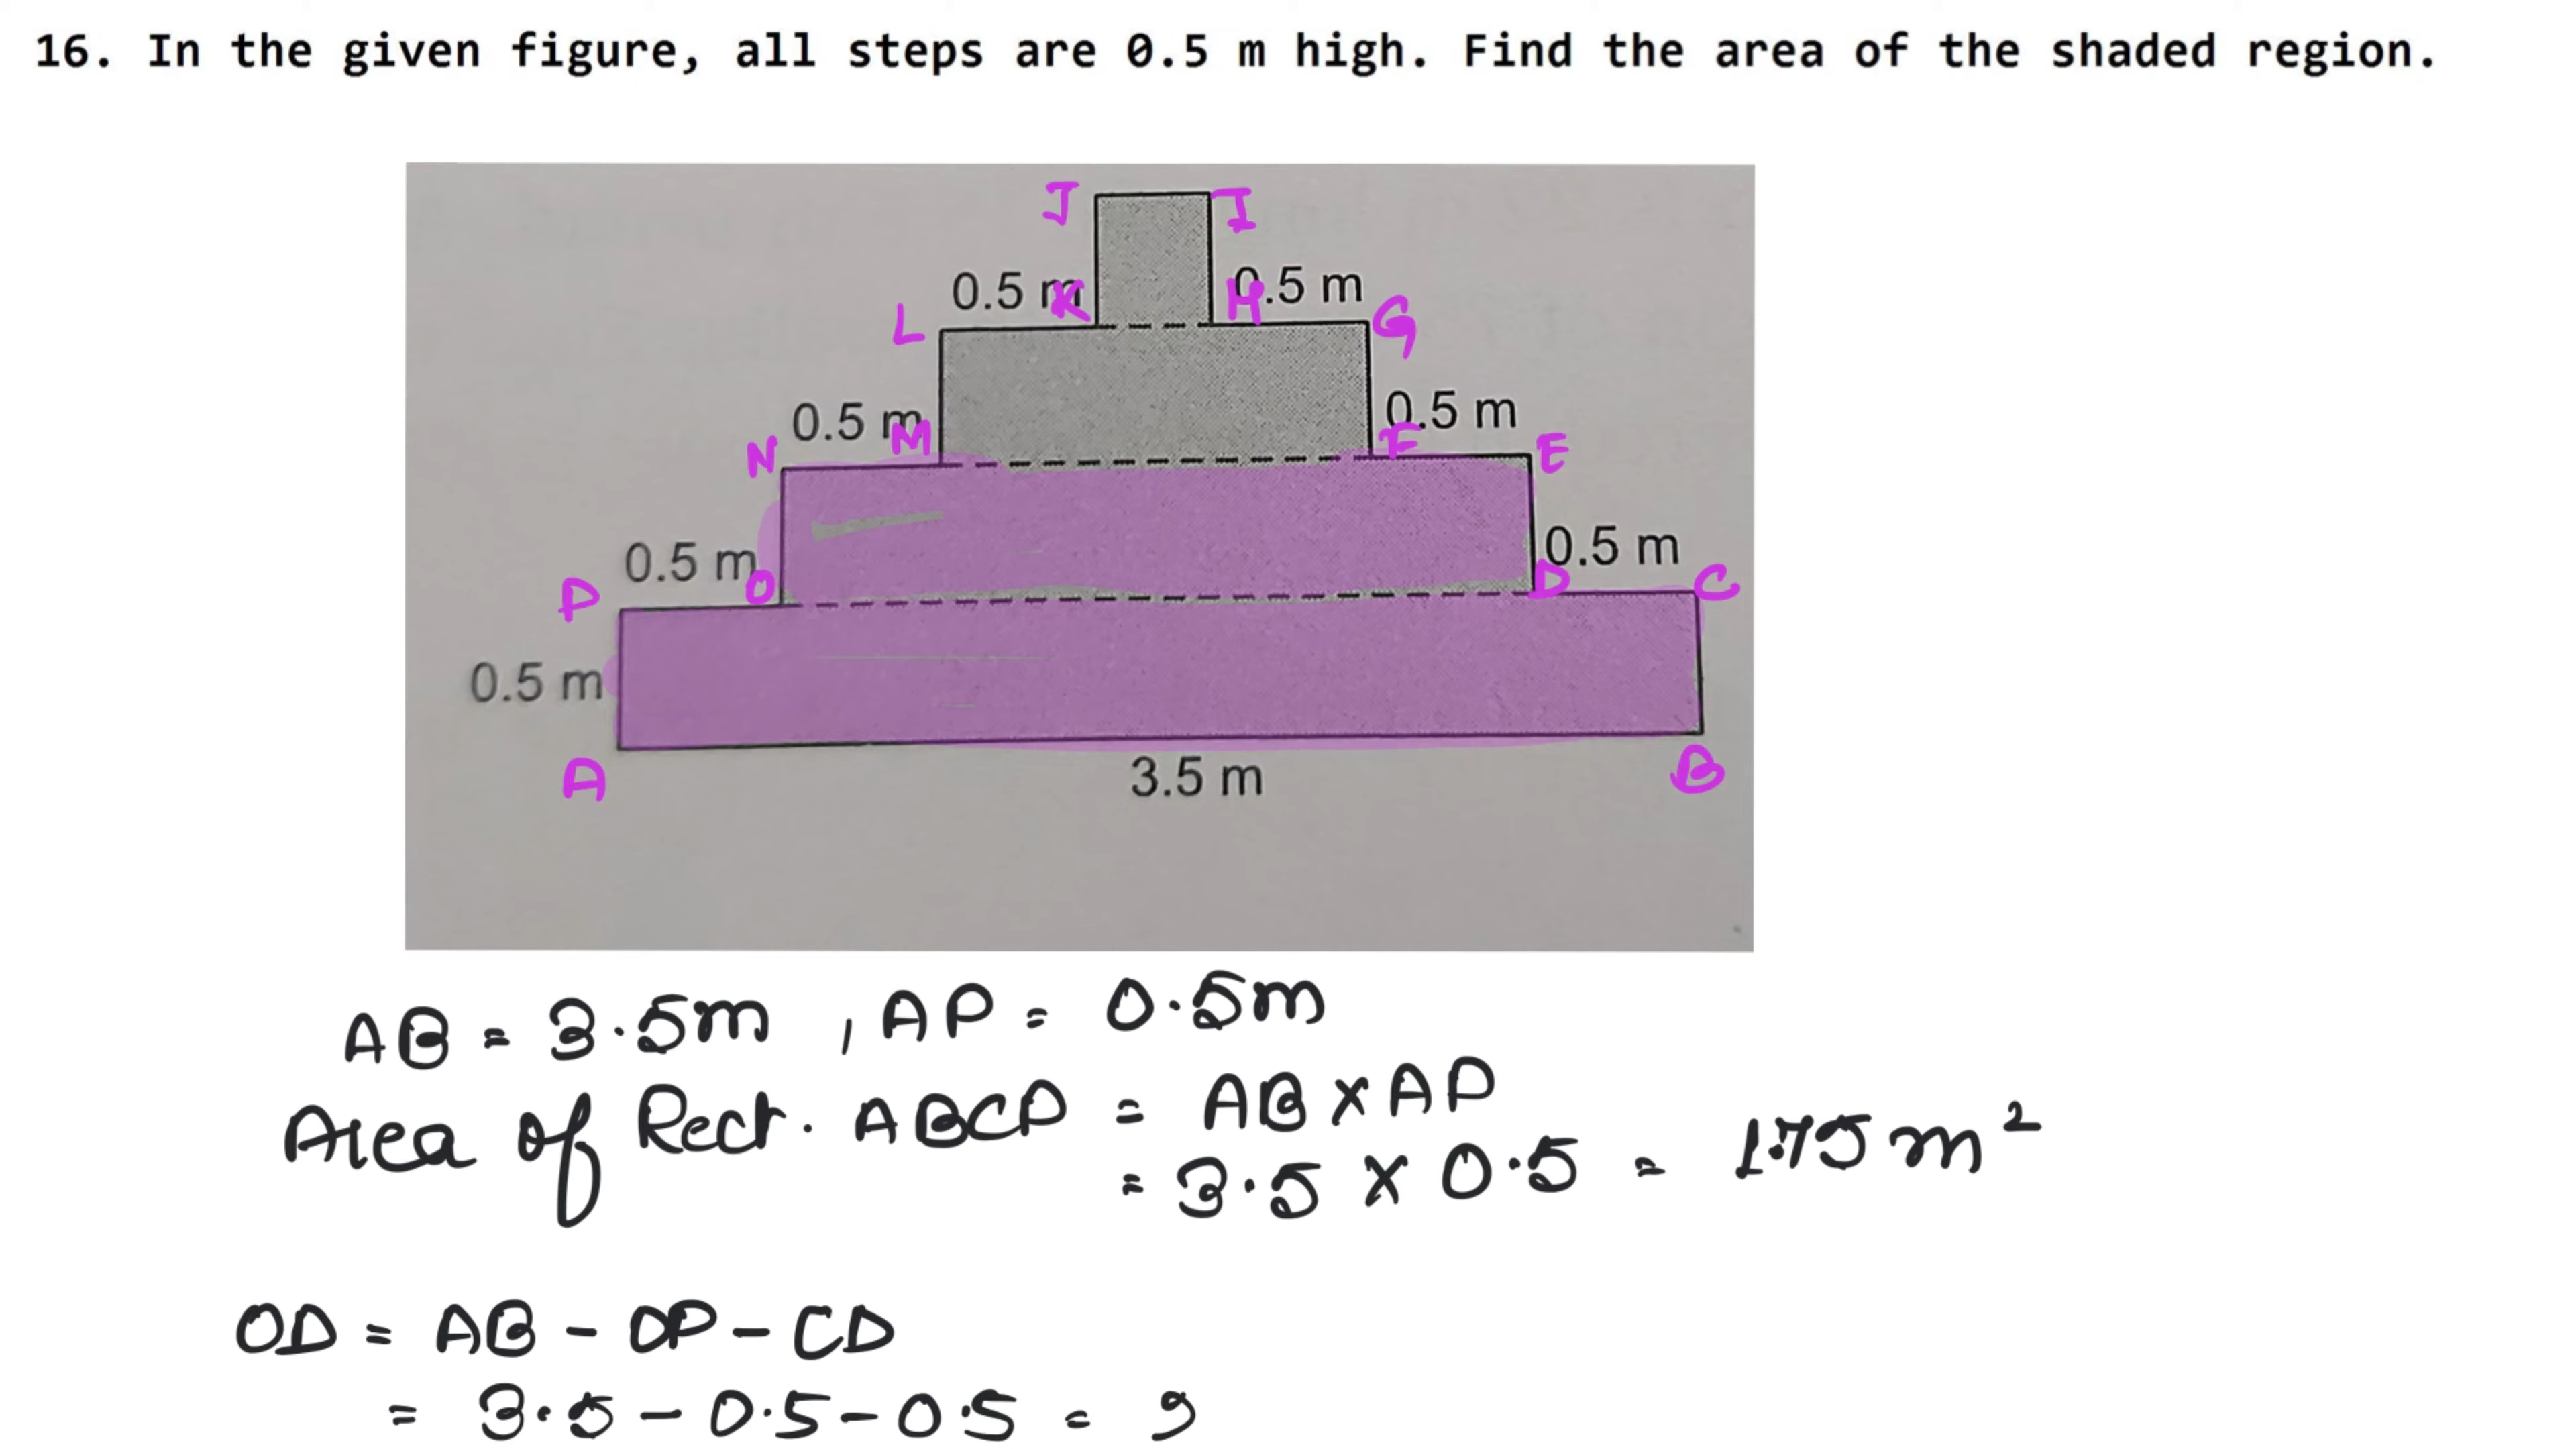 16. In the given figure, all steps are 0.5 m high. Find the area of the shaded region.
J I
0.5 m K H 0.5 m
L G
0.5 m M F 0.5 m
N E
0.5 m O D 0.5 m
P C
0.5 m
A B
3.5 m
AB = 3.5m , AP = 0.5m
Area of Rect. ABCP = AB X AP
= 3.5 X 0.5 = 1.75 m²
OD = AB - OP - CD
= 3.5 - 0.5 - 0.5 =